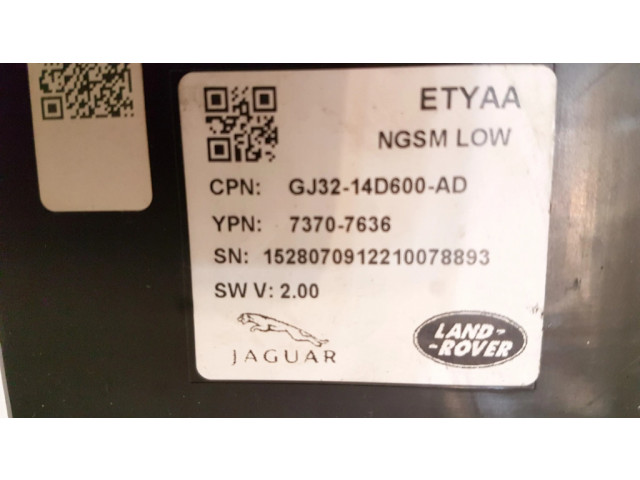 ETYAA
NGSM LOW
CPN: GJ32-14D600-AD
YPN: 7370-7636
SN: 1528070912210078893
SW V: 2.00
JAGUAR
LAND-
-ROVER